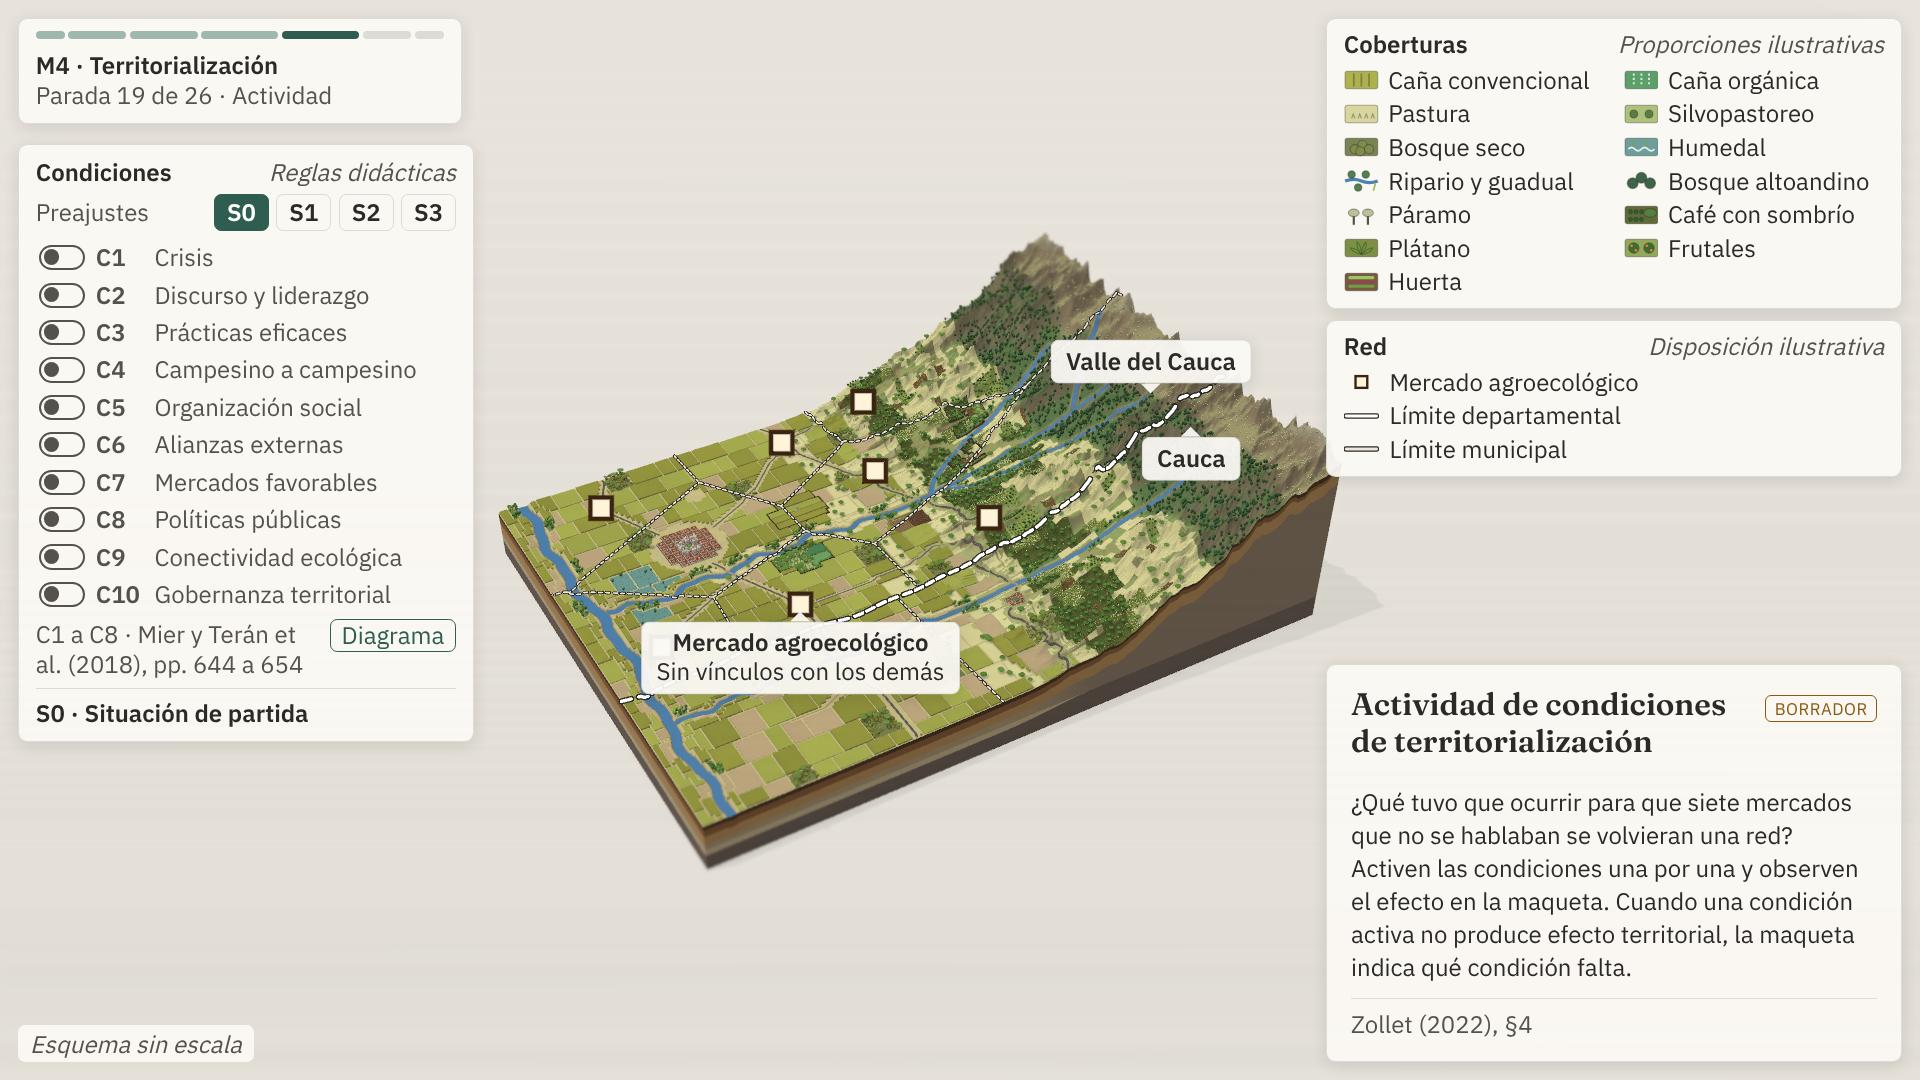 M4 · Territorialización
Parada 19 de 26 · Actividad
Condiciones
Reglas didácticas
Preajustes
S0
S1
S2
S3
C1 Crisis
C2 Discurso y liderazgo
C3 Prácticas eficaces
C4 Campesino a campesino
C5 Organización social
C6 Alianzas externas
C7 Mercados favorables
C8 Políticas públicas
C9 Conectividad ecológica
C10 Gobernanza territorial
C1 a C8 · Mier y Terán et
al. (2018), pp. 644 a 654
Diagrama
S0 · Situación de partida
Esquema sin escala
Valle del Cauca
Cauca
Mercado agroecológico
Sin vínculos con los demás
Coberturas
Proporciones ilustrativas
Caña convencional
Caña orgánica
Pastura
Silvopastoreo
Bosque seco
Humedal
Ripario y guadual
Bosque altoandino
Páramo
Café con sombrío
Plátano
Frutales
Huerta
Red
Disposición ilustrativa
Mercado agroecológico
Límite departamental
Límite municipal
Actividad de condiciones
de territorialización
BORRADOR
¿Qué tuvo que ocurrir para que siete mercados
que no se hablaban se volvieran una red?
Activen las condiciones una por una y observen
el efecto en la maqueta. Cuando una condición
activa no produce efecto territorial, la maqueta
indica qué condición falta.
Zollet (2022), §4